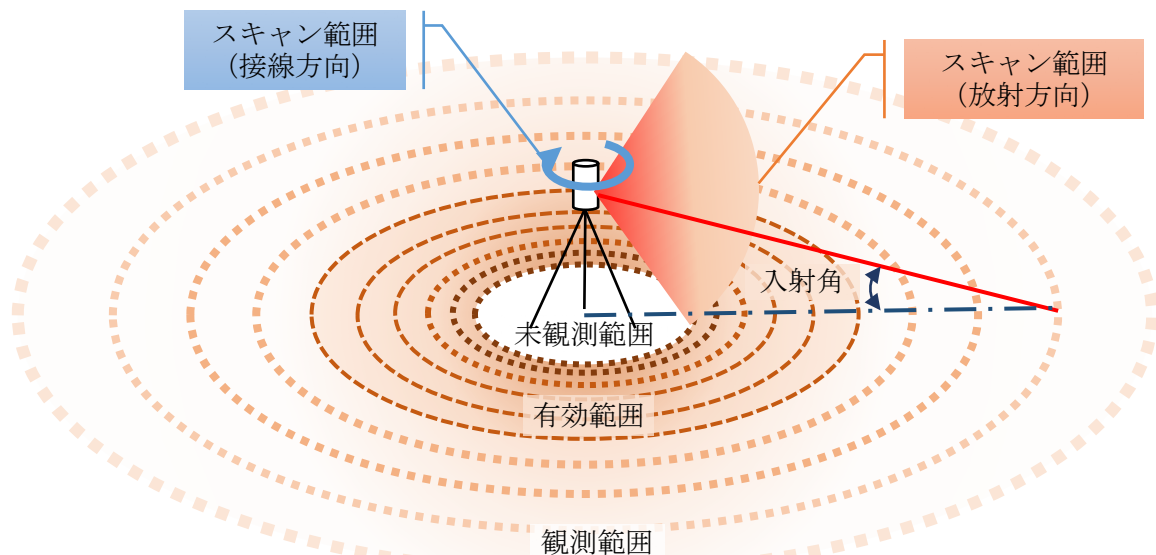 スキャン範囲
（接線方向）
スキャン範囲
（放射方向）
入射角
未観測範囲
有効範囲
観測範囲